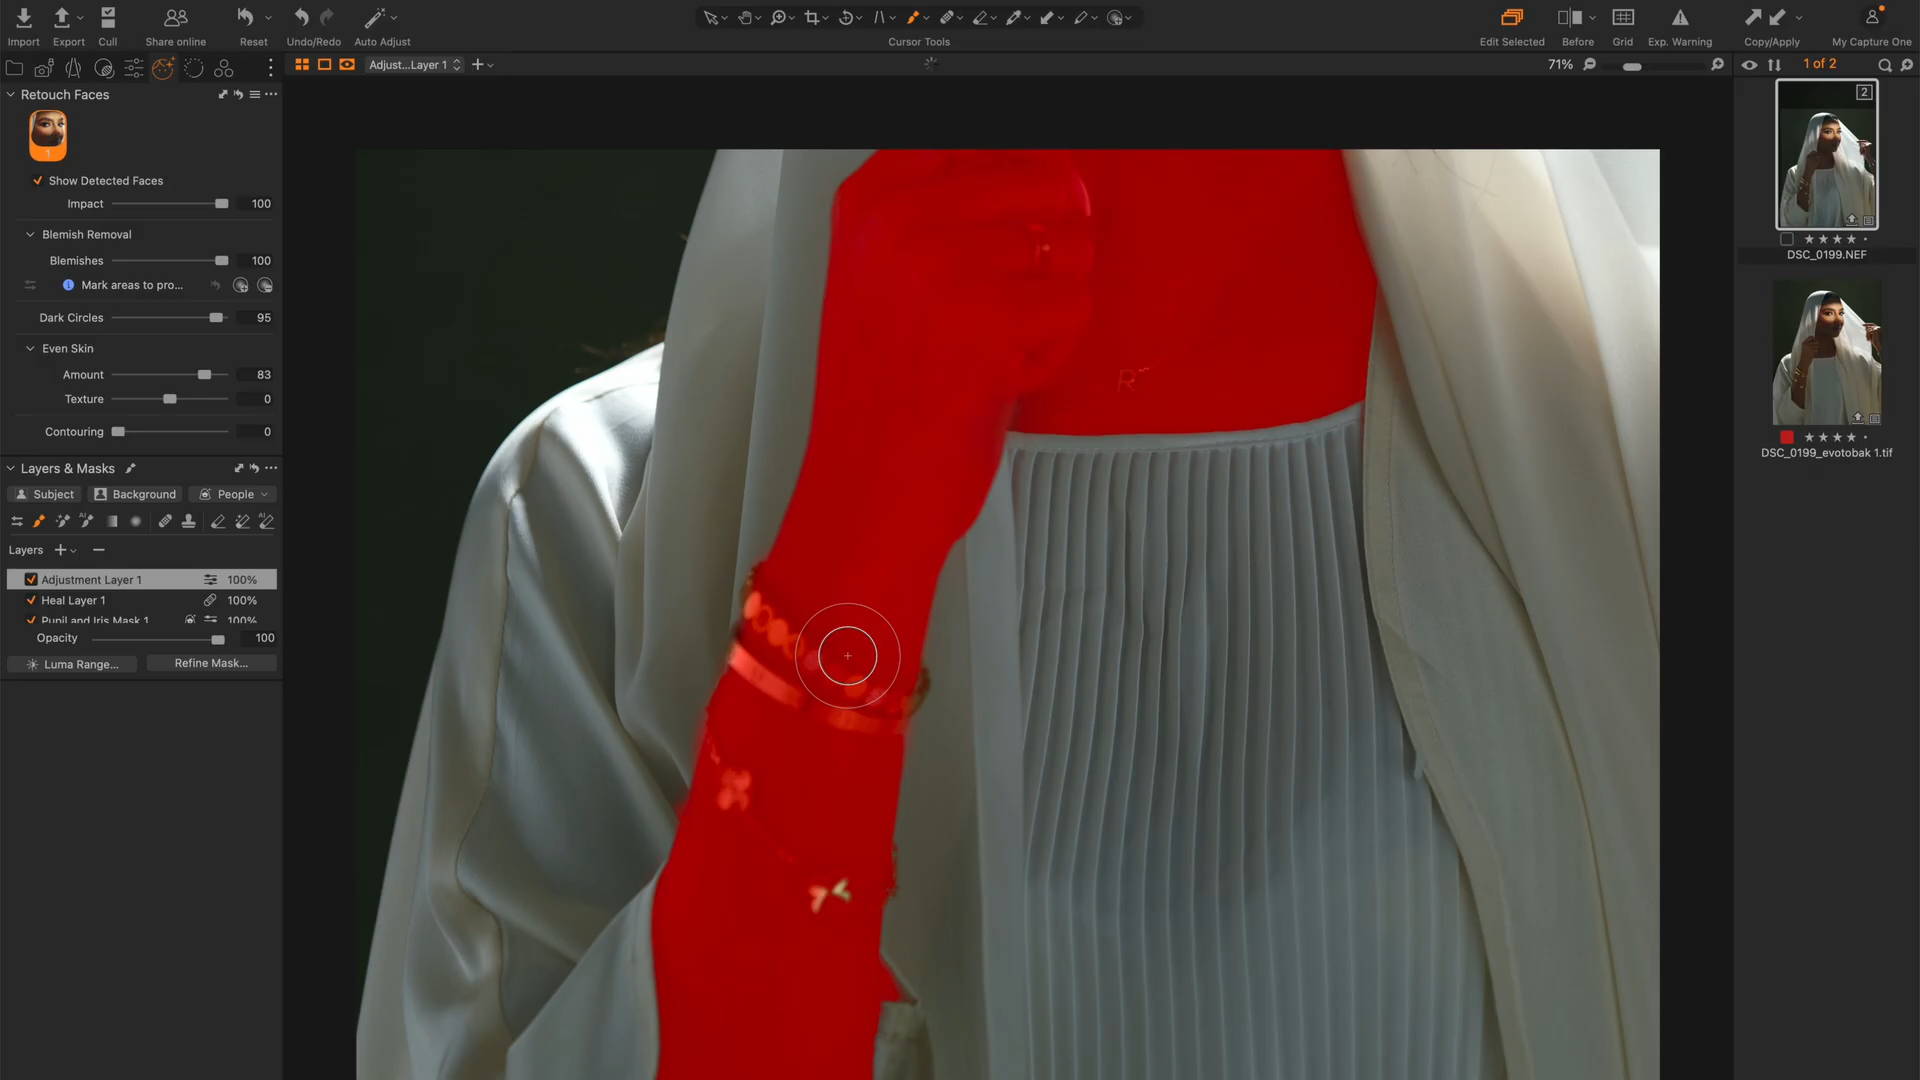 Import
Export
Cull
Share online
Reset
Undo/Redo
Auto Adjust
Cursor Tools
Edit Selected
Before
Grid
Exp. Warning
Copy/Apply
My Capture One
Adjust...Layer 1
71%
1 of 2
Retouch Faces
1
Show Detected Faces
Impact 100
Blemish Removal
Blemishes 100
Mark areas to pro...
Dark Circles 95
Even Skin
Amount 83
Texture 0
Contouring 0
Layers & Masks
Subject
Background
People
AI
AI
Layers
Adjustment Layer 1 100%
Heal Layer 1 100%
Pupil and Iris Mask 1 100%
Opacity 100
Luma Range...
Refine Mask...
2
DSC_0199.NEF
DSC_0199_evotobak 1.tif